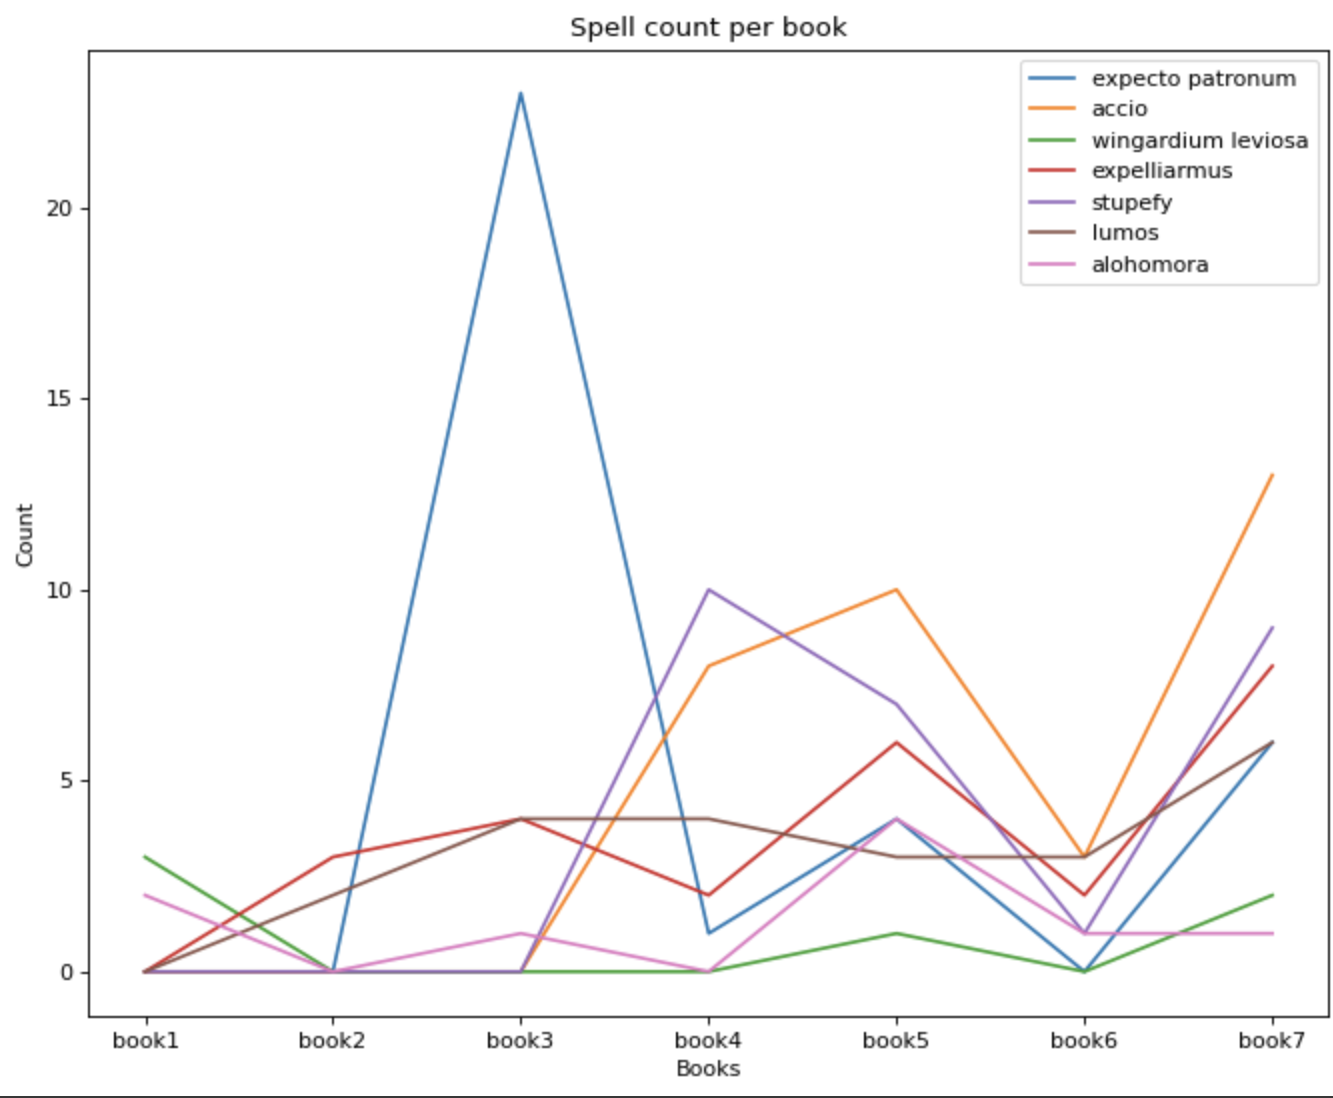 Spell count per book
expecto patronum
accio
wingardium leviosa
expelliarmus
stupefy
lumos
alohomora
20
15
10
5
0
Count
book1 book2 book3 book4 book5 book6 book7
Books